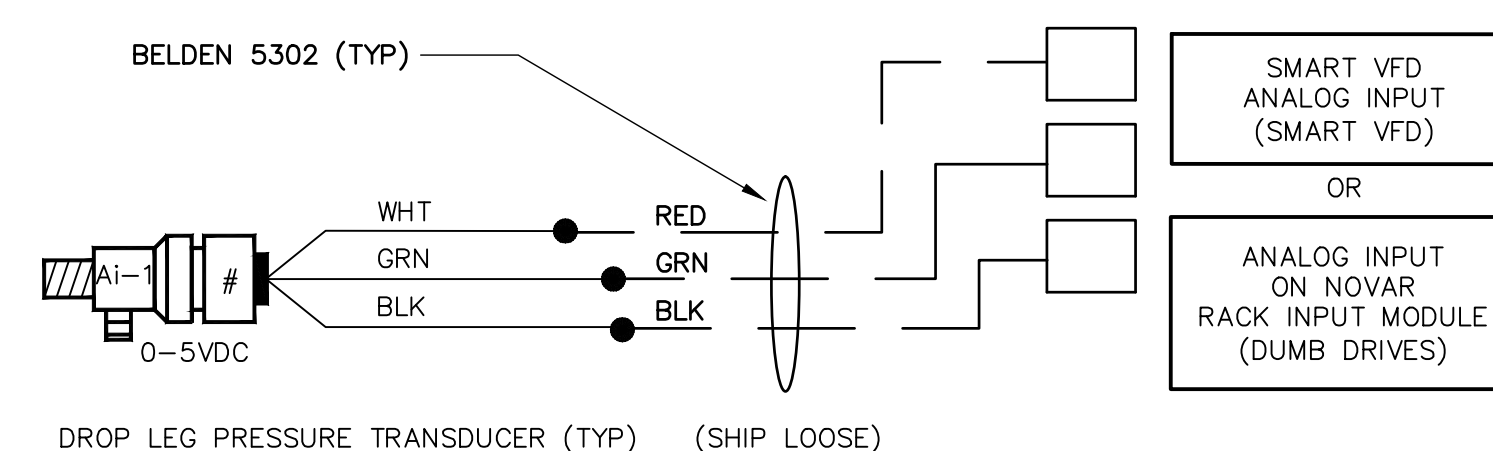 BELDEN 5302 (TYP)
SMART VFD
ANALOG INPUT
(SMART VFD)
OR
WHT
RED
GRN
GRN
BLK
BLK
Ai-1
#
0-5VDC
ANALOG INPUT
ON NOVAR
RACK INPUT MODULE
(DUMB DRIVES)
DROP LEG PRESSURE TRANSDUCER (TYP)
(SHIP LOOSE)